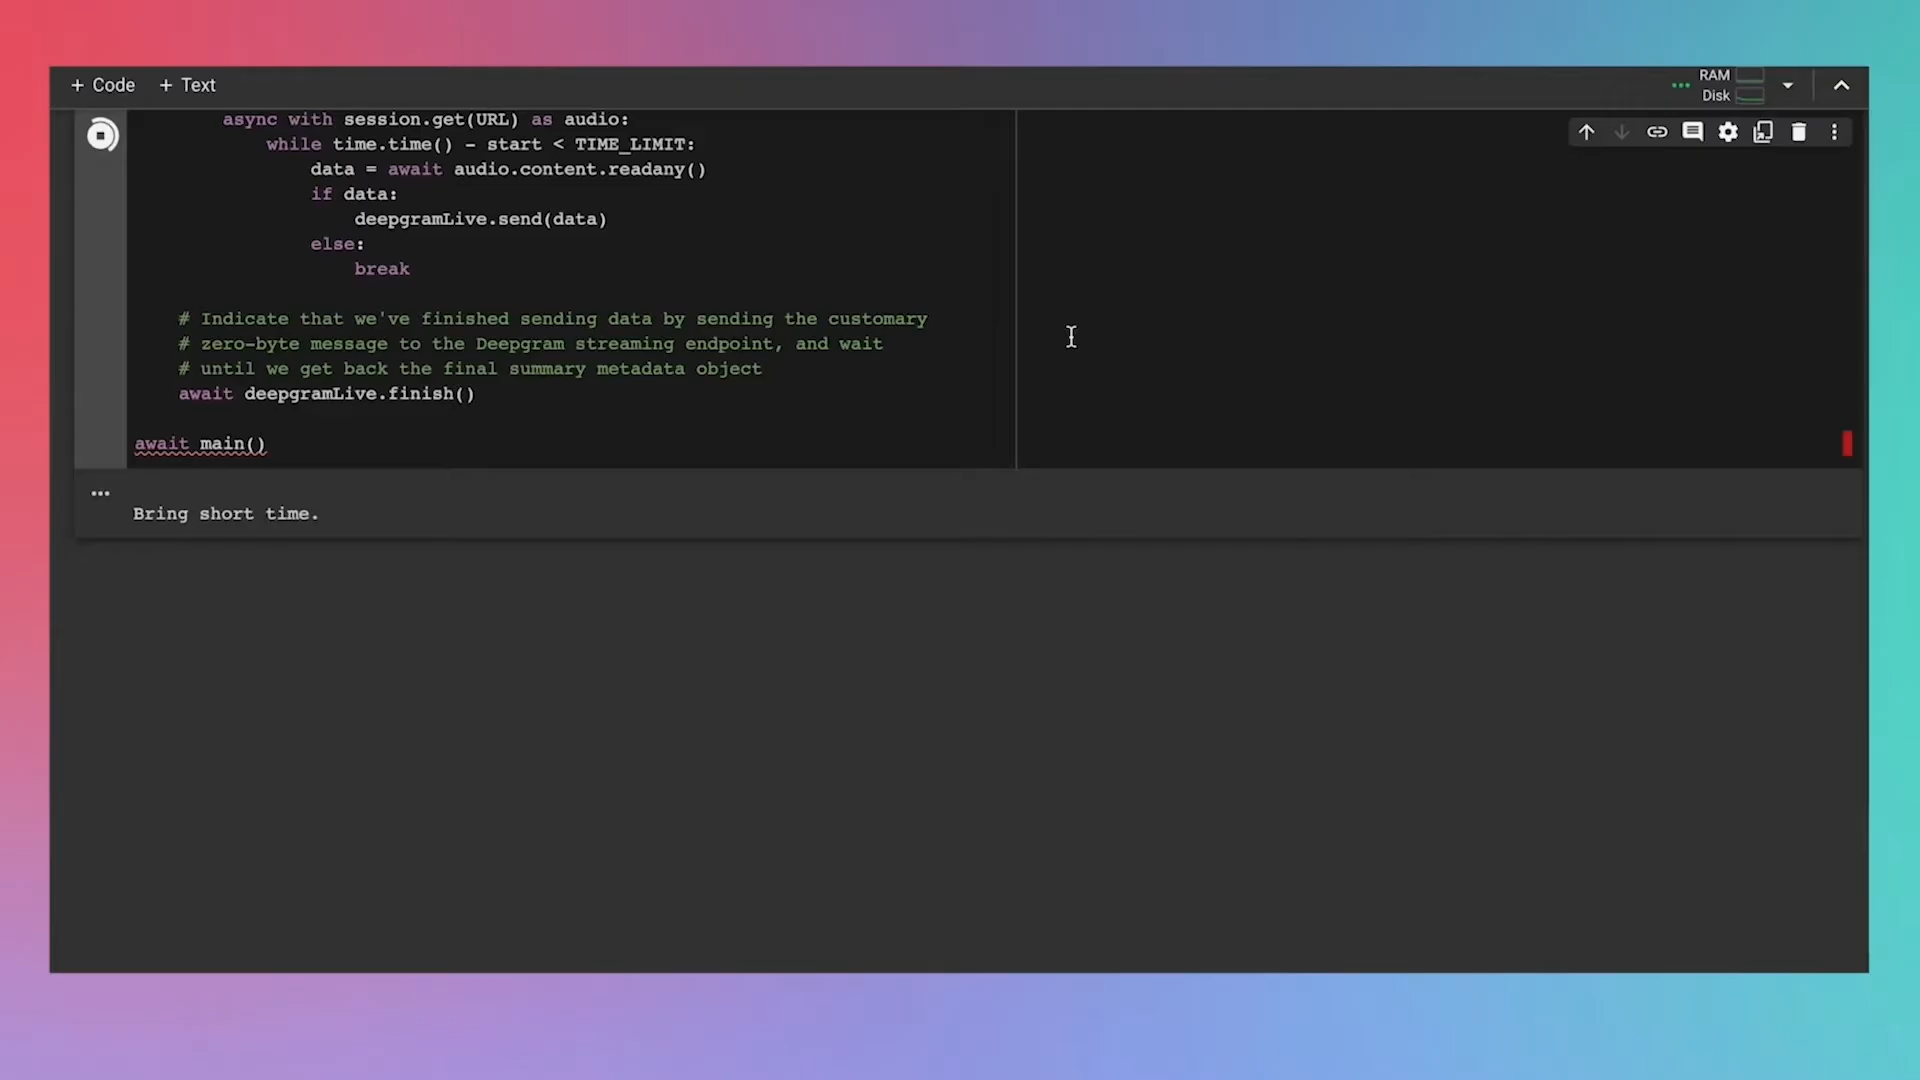 + Code + Text
RAM
Disk
async with session.get(URL) as audio:
while time.time() - start < TIME_LIMIT:
data = await audio.content.readany()
if data:
deepgramLive.send(data)
else:
break
# Indicate that we've finished sending data by sending the customary
# zero-byte message to the Deepgram streaming endpoint, and wait
# until we get back the final summary metadata object
await deepgramLive.finish()
await main()
Bring short time.